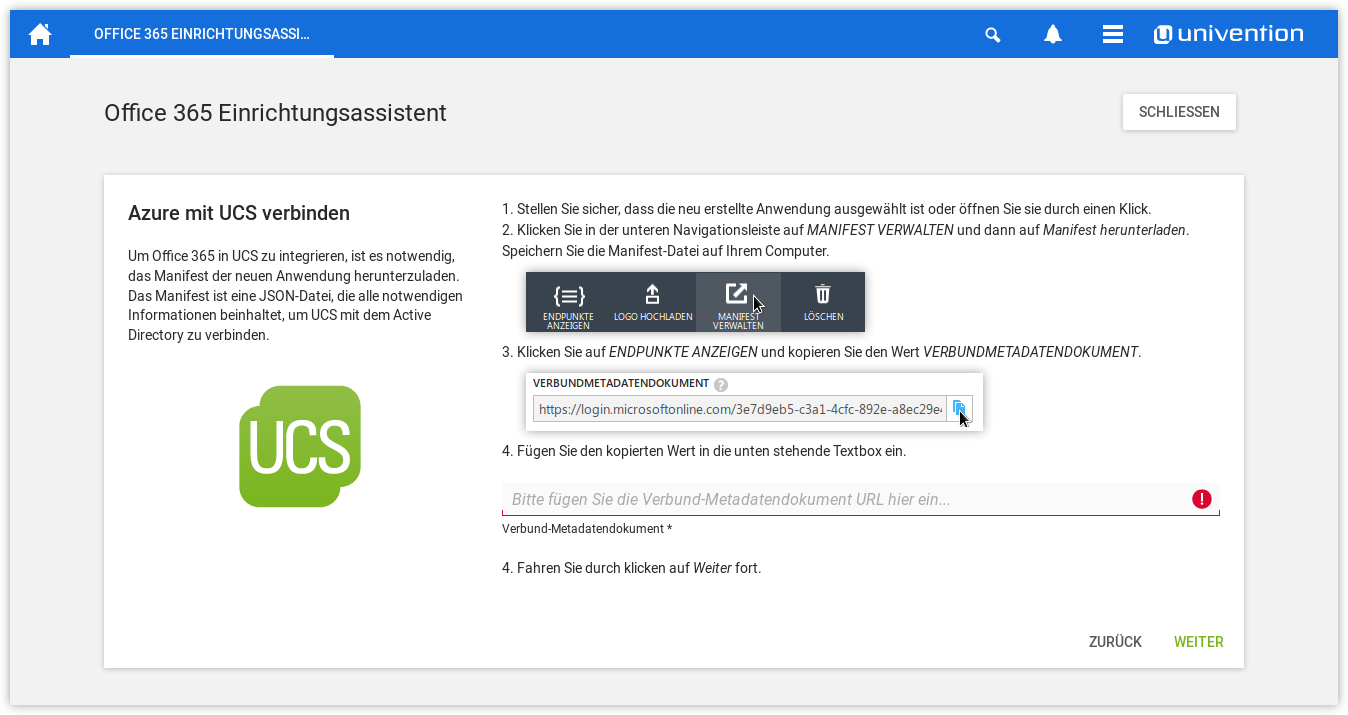 OFFICE 365 EINRICHTUNGSASSI...
univention
Office 365 Einrichtungsassistent
SCHLIESSEN
Azure mit UCS verbinden
Um Office 365 in UCS zu integrieren, ist es notwendig,
das Manifest der neuen Anwendung herunterzuladen.
Das Manifest ist eine JSON-Datei, die alle notwendigen
Informationen beinhaltet, um UCS mit dem Active
Directory zu verbinden.
UCS
1. Stellen Sie sicher, dass die neu erstellte Anwendung ausgewählt ist oder öffnen Sie sie durch einen Klick.
2. Klicken Sie in der unteren Navigationsleiste auf MANIFEST VERWALTEN und dann auf Manifest herunterladen.
Speichern Sie die Manifest-Datei auf Ihrem Computer.
ENDPUNKTE
ANZEIGEN
LOGO HOCHLADEN
MANIFEST
VERWALTEN
LÖSCHEN
3. Klicken Sie auf ENDPUNKTE ANZEIGEN und kopieren Sie den Wert VERBUNDMETADATENDOKUMENT.
VERBUNDMETADATENDOKUMENT ?
https://login.microsoftonline.com/3e7d9eb5-c3a1-4cfc-892e-a8ec29e
4. Fügen Sie den kopierten Wert in die unten stehende Textbox ein.
Bitte fügen Sie die Verbund-Metadatendokument URL hier ein...
Verbund-Metadatendokument *
4. Fahren Sie durch klicken auf Weiter fort.
ZURÜCK
WEITER